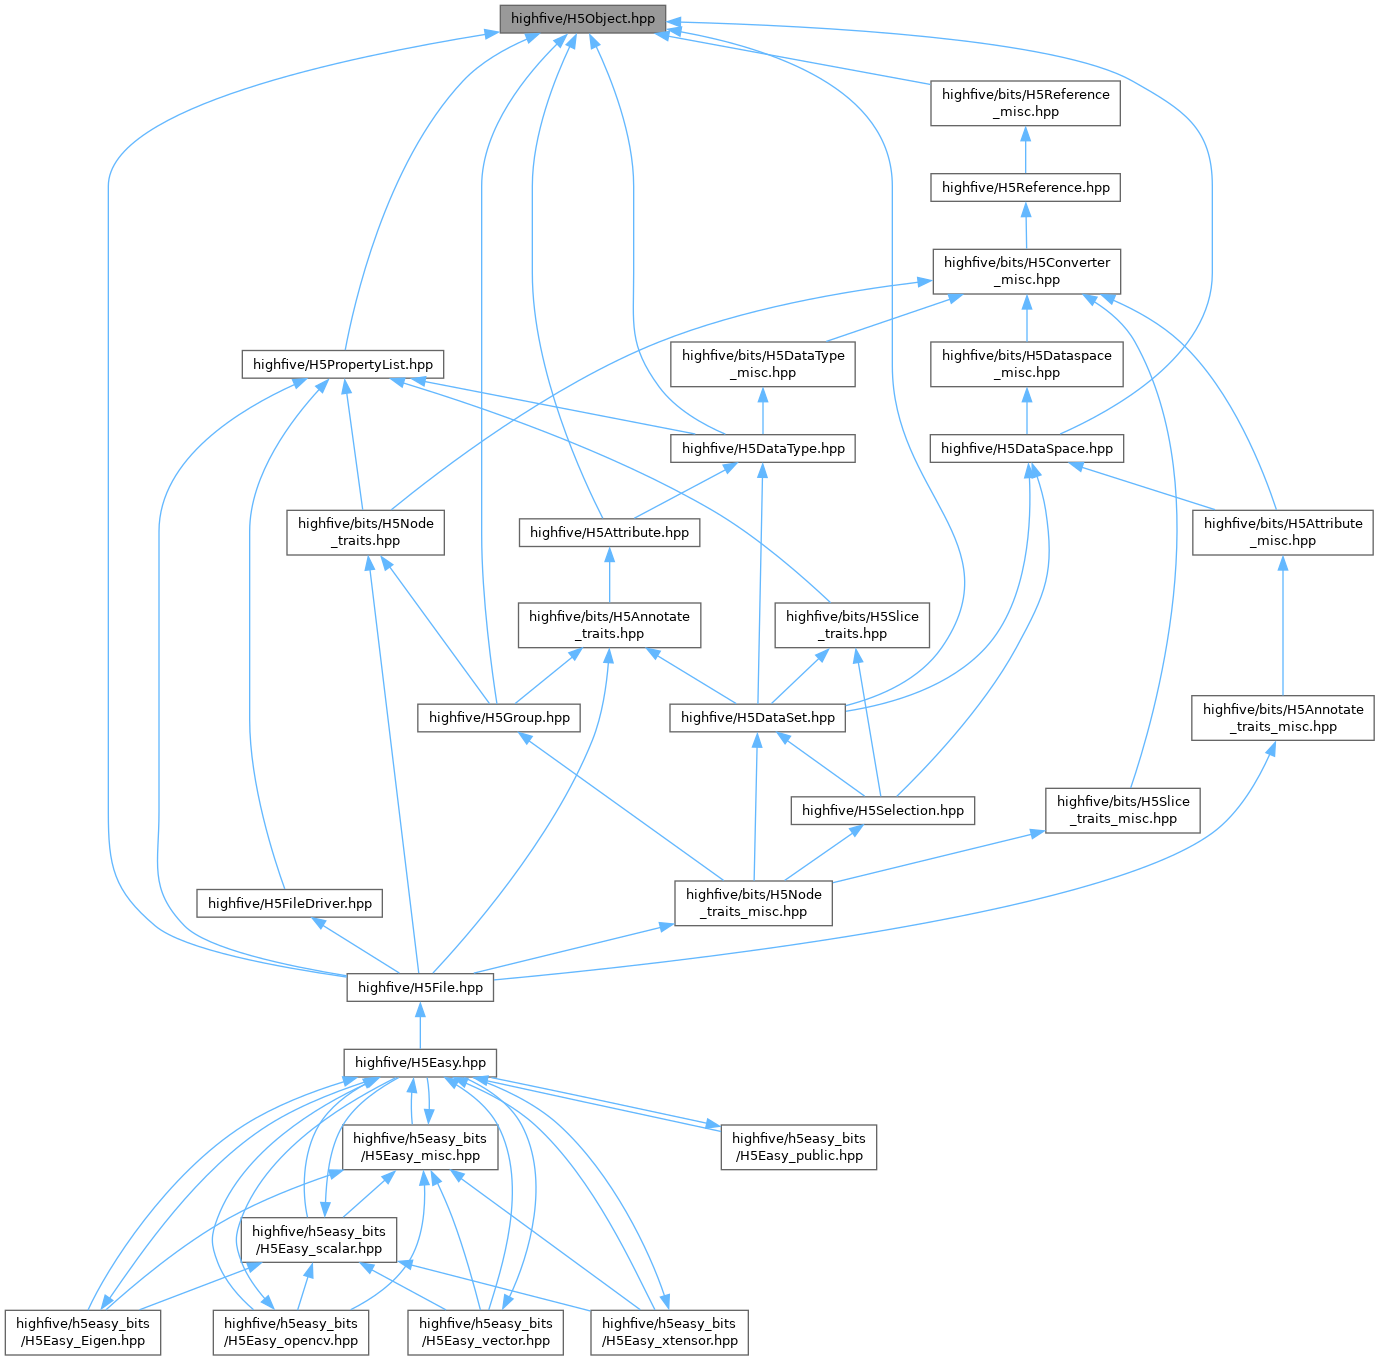 highfive/H5Object.hpp
highfive/bits/H5Reference
_misc.hpp
highfive/H5Reference.hpp
highfive/bits/H5Converter
_misc.hpp
highfive/H5PropertyList.hpp
highfive/bits/H5DataType
_misc.hpp
highfive/bits/H5Dataspace
_misc.hpp
highfive/H5DataType.hpp
highfive/H5DataSpace.hpp
highfive/bits/H5Node
_traits.hpp
highfive/H5Attribute.hpp
highfive/bits/H5Attribute
_misc.hpp
highfive/bits/H5Annotate
_traits.hpp
highfive/bits/H5Slice
_traits.hpp
highfive/H5Group.hpp
highfive/H5DataSet.hpp
highfive/bits/H5Annotate
_traits_misc.hpp
highfive/H5Selection.hpp
highfive/bits/H5Slice
_traits_misc.hpp
highfive/H5FileDriver.hpp
highfive/bits/H5Node
_traits_misc.hpp
highfive/H5File.hpp
highfive/H5Easy.hpp
highfive/h5easy_bits
/H5Easy_misc.hpp
highfive/h5easy_bits
/H5Easy_public.hpp
highfive/h5easy_bits
/H5Easy_scalar.hpp
highfive/h5easy_bits
/H5Easy_Eigen.hpp
highfive/h5easy_bits
/H5Easy_opencv.hpp
highfive/h5easy_bits
/H5Easy_vector.hpp
highfive/h5easy_bits
/H5Easy_xtensor.hpp